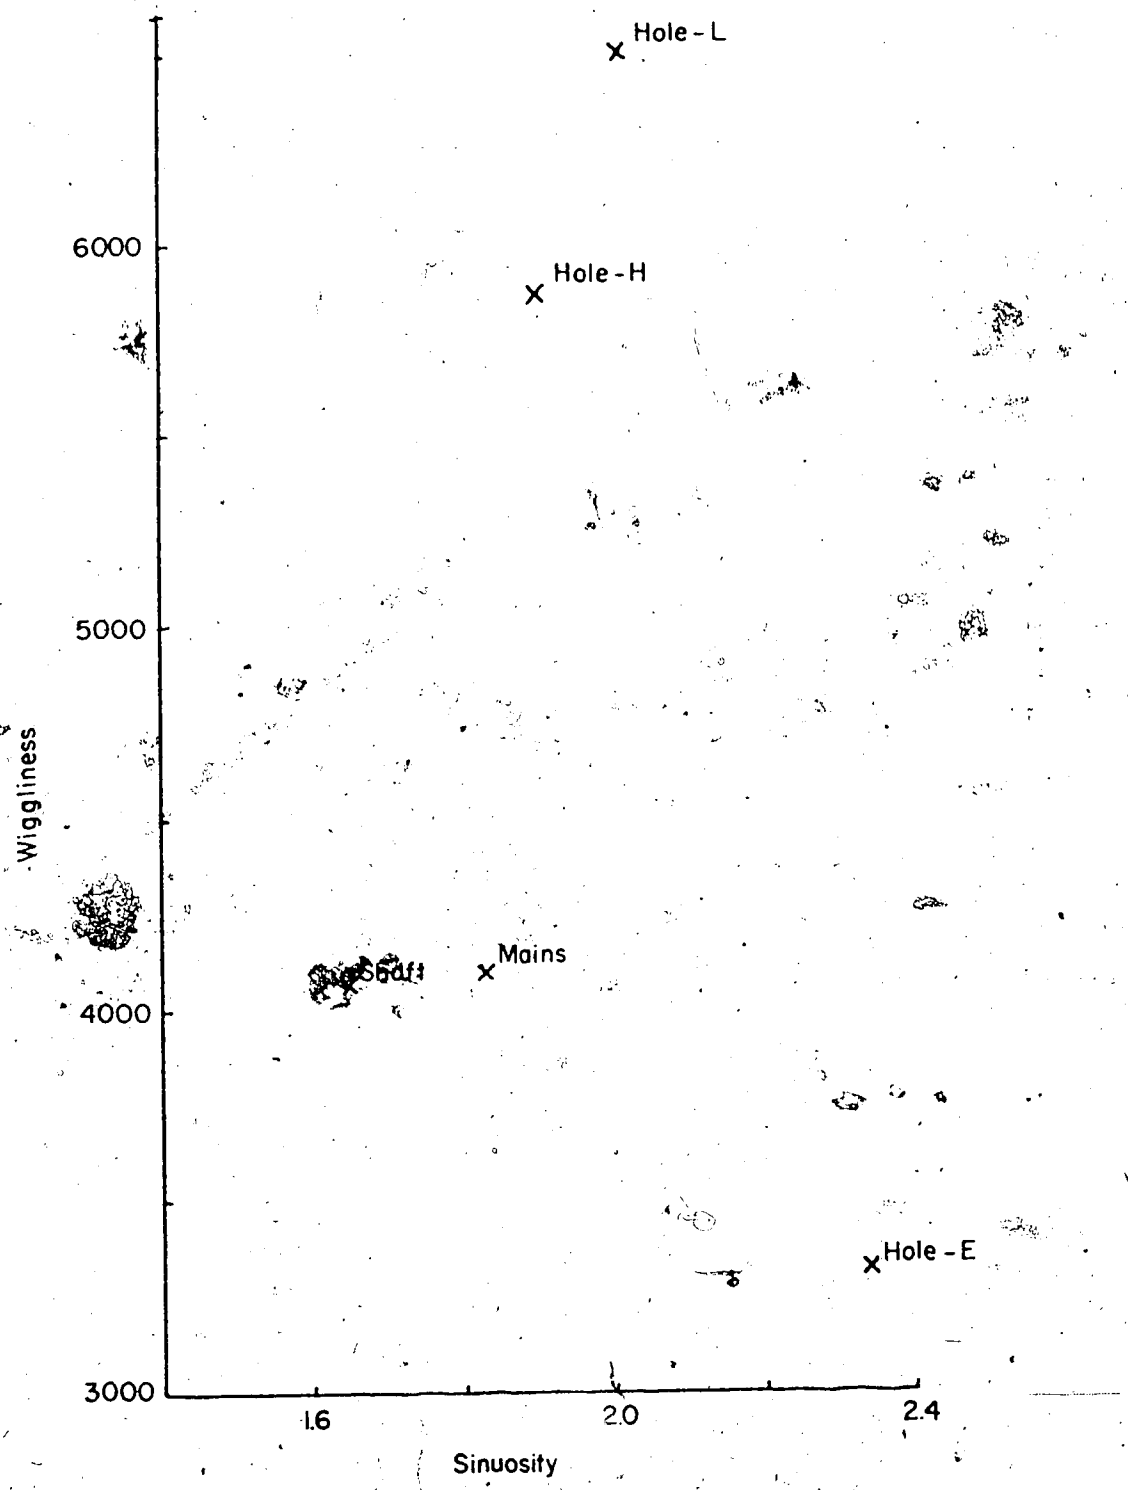 Hole - L
6000
Hole - H
5000
Wiggliness
Mains
Shaft
4000
Hole - E
3000
1.6
2.0
2.4
Sinuosity